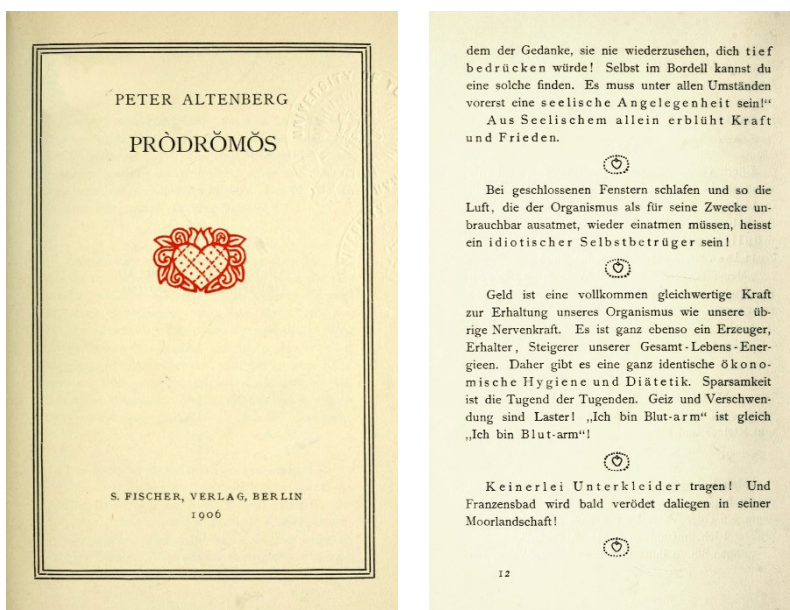 PETER ALTENBERG
PRÒDRŎMŎS
S. FISCHER, VERLAG, BERLIN
1906
dem der Gedanke, sie nie wiederzusehen, dich tief
bedrücken würde! Selbst im Bordell kannst du
eine solche finden. Es muss unter allen Umständen
vorerst eine seelische Angelegenheit sein!“
Aus Seelischem allein erblüht Kraft
und Frieden.
Bei geschlossenen Fenstern schlafen und so die
Luft, die der Organismus als für seine Zwecke un-
brauchbar ausatmet, wieder einatmen müssen, heisst
ein idiotischer Selbstbetrüger sein!
Geld ist eine vollkommen gleichwertige Kraft
zur Erhaltung unseres Organismus wie unsere üb-
rige Nervenkraft. Es ist ganz ebenso ein Erzeuger,
Erhalter, Steigerer unserer Gesamt-Lebens-Ener-
gieen. Daher gibt es eine ganz identische ökono-
mische Hygiene und Diätetik. Sparsamkeit
ist die Tugend der Tugenden. Geiz und Verschwen-
dung sind Laster! „Ich bin Blut-arm“ ist gleich
„Ich bin Blut-arm“!
Keinerlei Unterkleider tragen! Und
Franzensbad wird bald verödet daliegen in seiner
Moorlandschaft!
12